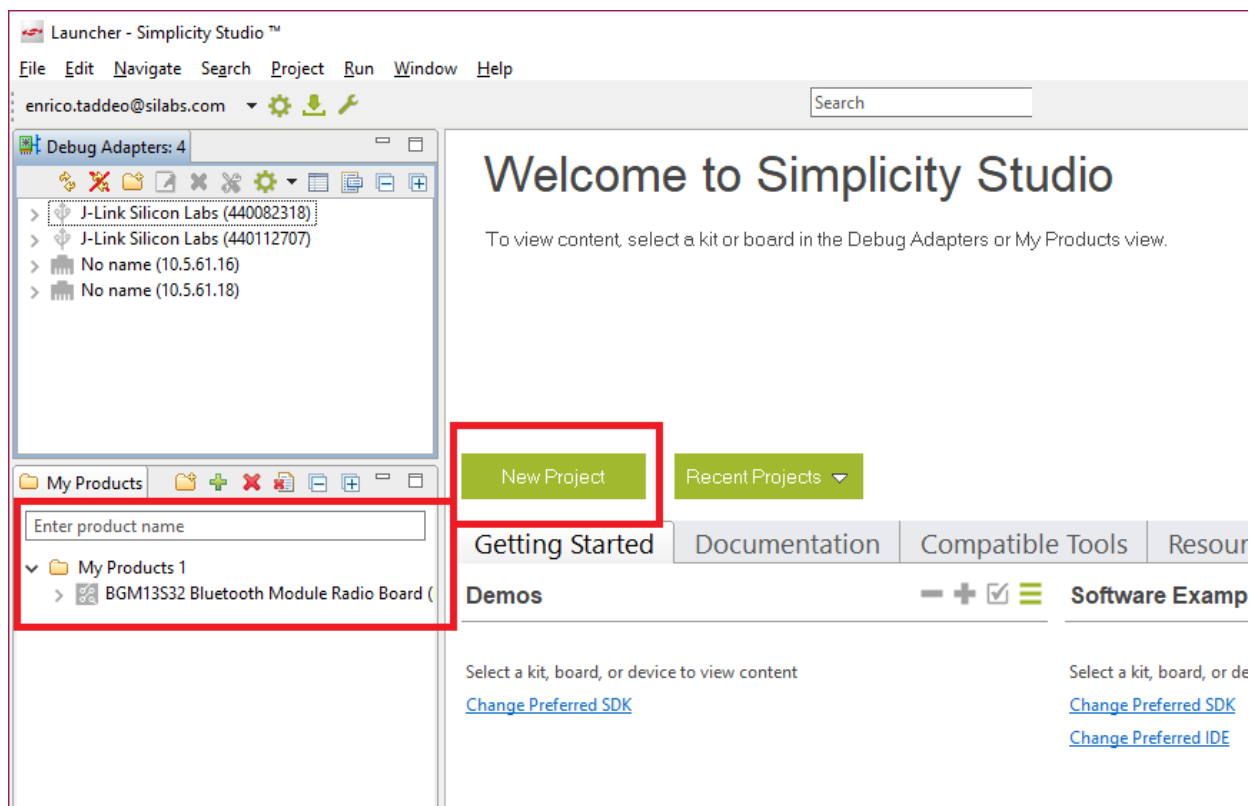 Launcher - Simplicity Studio ™
File Edit Navigate Search Project Run Window Help
enrico.taddeo@silabs.com
Search
Debug Adapters: 4
J-Link Silicon Labs (440082318)
J-Link Silicon Labs (440112707)
No name (10.5.61.16)
No name (10.5.61.18)
Welcome to Simplicity Studio
To view content, select a kit or board in the Debug Adapters or My Products view.
New Project
Recent Projects
My Products
Enter product name
My Products 1
BGM13S32 Bluetooth Module Radio Board (
Getting Started
Documentation
Compatible Tools
Resour
Demos
Select a kit, board, or device to view content
Change Preferred SDK
Software Examp
Select a kit, board, or de
Change Preferred SDK
Change Preferred IDE